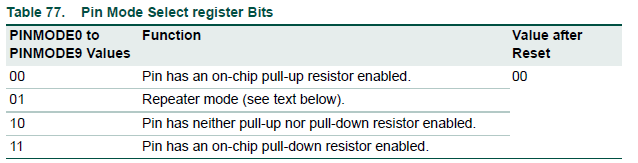 Table 77. Pin Mode Select register Bits
PINMODE0 to Function Value after
PINMODE9 Values Reset
00 Pin has an on-chip pull-up resistor enabled. 00
01 Repeater mode (see text below).
10 Pin has neither pull-up nor pull-down resistor enabled.
11 Pin has an on-chip pull-down resistor enabled.